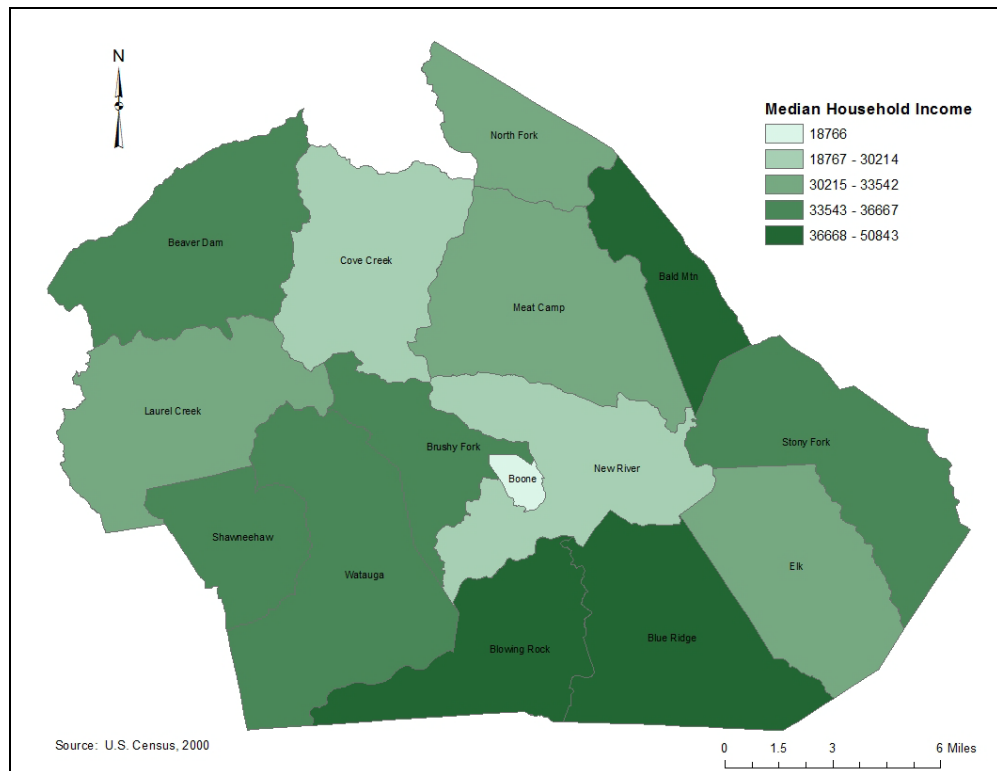 N
North Fork
Median Household Income
18766
18767 - 30214
30215 - 33542
33543 - 36667
36668 - 50843
Beaver Dam
Cove Creek
Bald Mtn
Meat Camp
Laurel Creek
Brushy Fork
Stony Fork
New River
Boone
Shawneehaw
Watauga
Elk
Blue Ridge
Blowing Rock
Source: U.S. Census, 2000
0 1.5 3 6 Miles